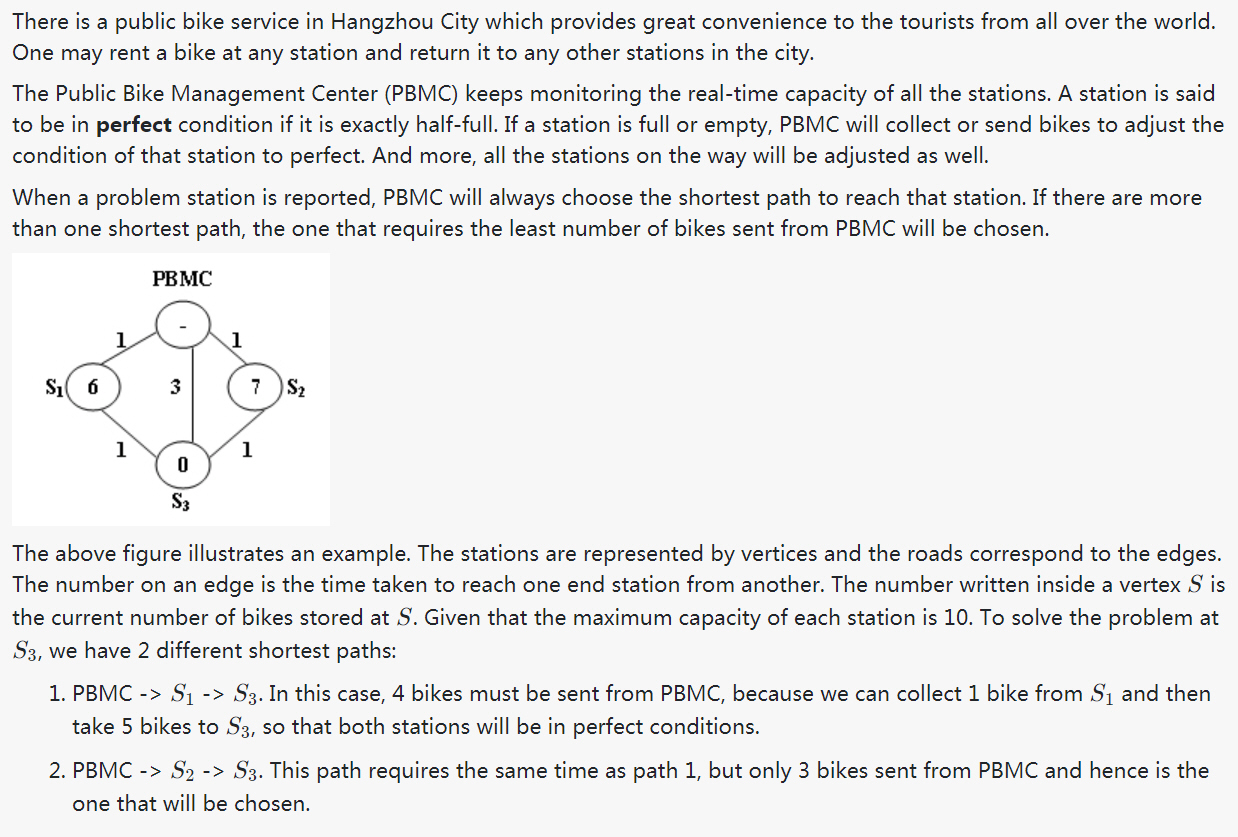 There is a public bike service in Hangzhou City which provides great convenience to the tourists from all over the world.
One may rent a bike at any station and return it to any other stations in the city.
The Public Bike Management Center (PBMC) keeps monitoring the real-time capacity of all the stations. A station is said
to be in perfect condition if it is exactly half-full. If a station is full or empty, PBMC will collect or send bikes to adjust the
condition of that station to perfect. And more, all the stations on the way will be adjusted as well.
When a problem station is reported, PBMC will always choose the shortest path to reach that station. If there are more
than one shortest path, the one that requires the least number of bikes sent from PBMC will be chosen.
PBMC
-
1 1
S₁ 6 3 7 S₂
1 1
0
S₃
The above figure illustrates an example. The stations are represented by vertices and the roads correspond to the edges.
The number on an edge is the time taken to reach one end station from another. The number written inside a vertex S is
the current number of bikes stored at S. Given that the maximum capacity of each station is 10. To solve the problem at
S₃, we have 2 different shortest paths:
1. PBMC -> S₁ -> S₃. In this case, 4 bikes must be sent from PBMC, because we can collect 1 bike from S₁ and then
take 5 bikes to S₃, so that both stations will be in perfect conditions.
2. PBMC -> S₂ -> S₃. This path requires the same time as path 1, but only 3 bikes sent from PBMC and hence is the
one that will be chosen.